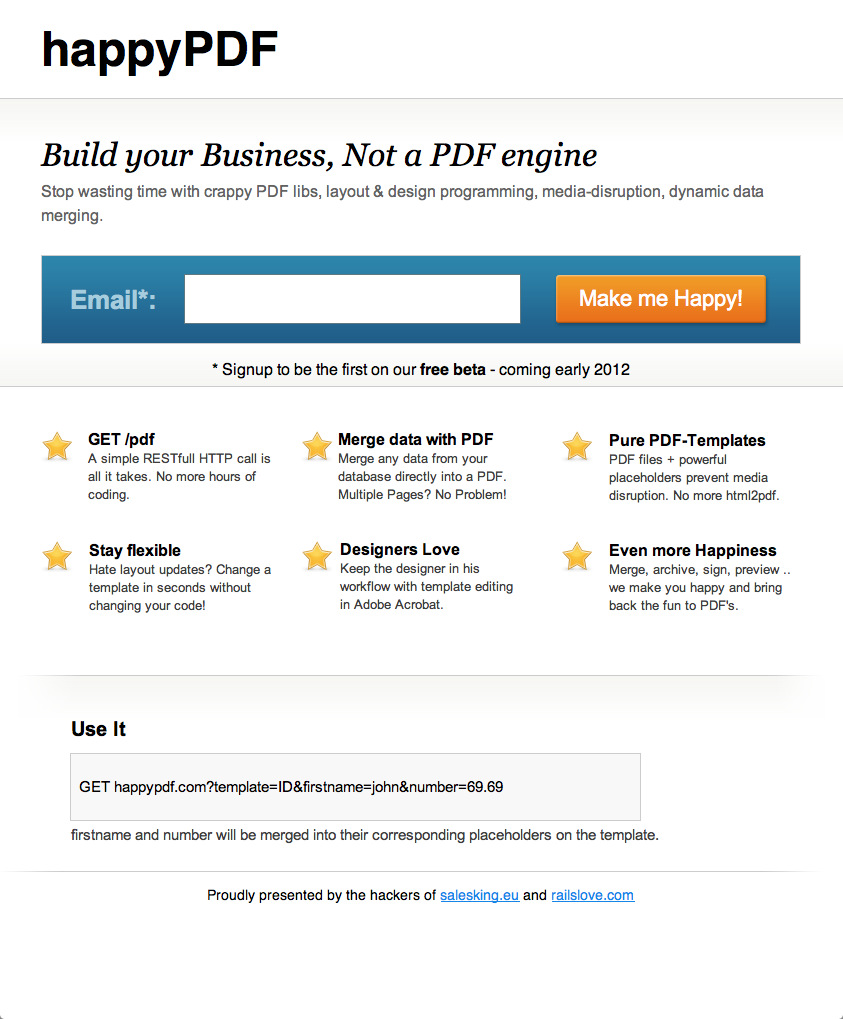 happyPDF
Build your Business, Not a PDF engine
Stop wasting time with crappy PDF libs, layout & design programming, media-disruption, dynamic data
merging.
Email*:
Make me Happy!
* Signup to be the first on our free beta - coming early 2012
GET /pdf
A simple RESTfull HTTP call is
all it takes. No more hours of
coding.
Merge data with PDF
Merge any data from your
database directly into a PDF.
Multiple Pages? No Problem!
Pure PDF-Templates
PDF files + powerful
placeholders prevent media
disruption. No more html2pdf.
Stay flexible
Hate layout updates? Change a
template in seconds without
changing your code!
Designers Love
Keep the designer in his
workflow with template editing
in Adobe Acrobat.
Even more Happiness
Merge, archive, sign, preview ..
we make you happy and bring
back the fun to PDF's.
Use It
GET happypdf.com?template=ID&firstname=john&number=69.69
firstname and number will be merged into their corresponding placeholders on the template.
Proudly presented by the hackers of salesking.eu and railslove.com